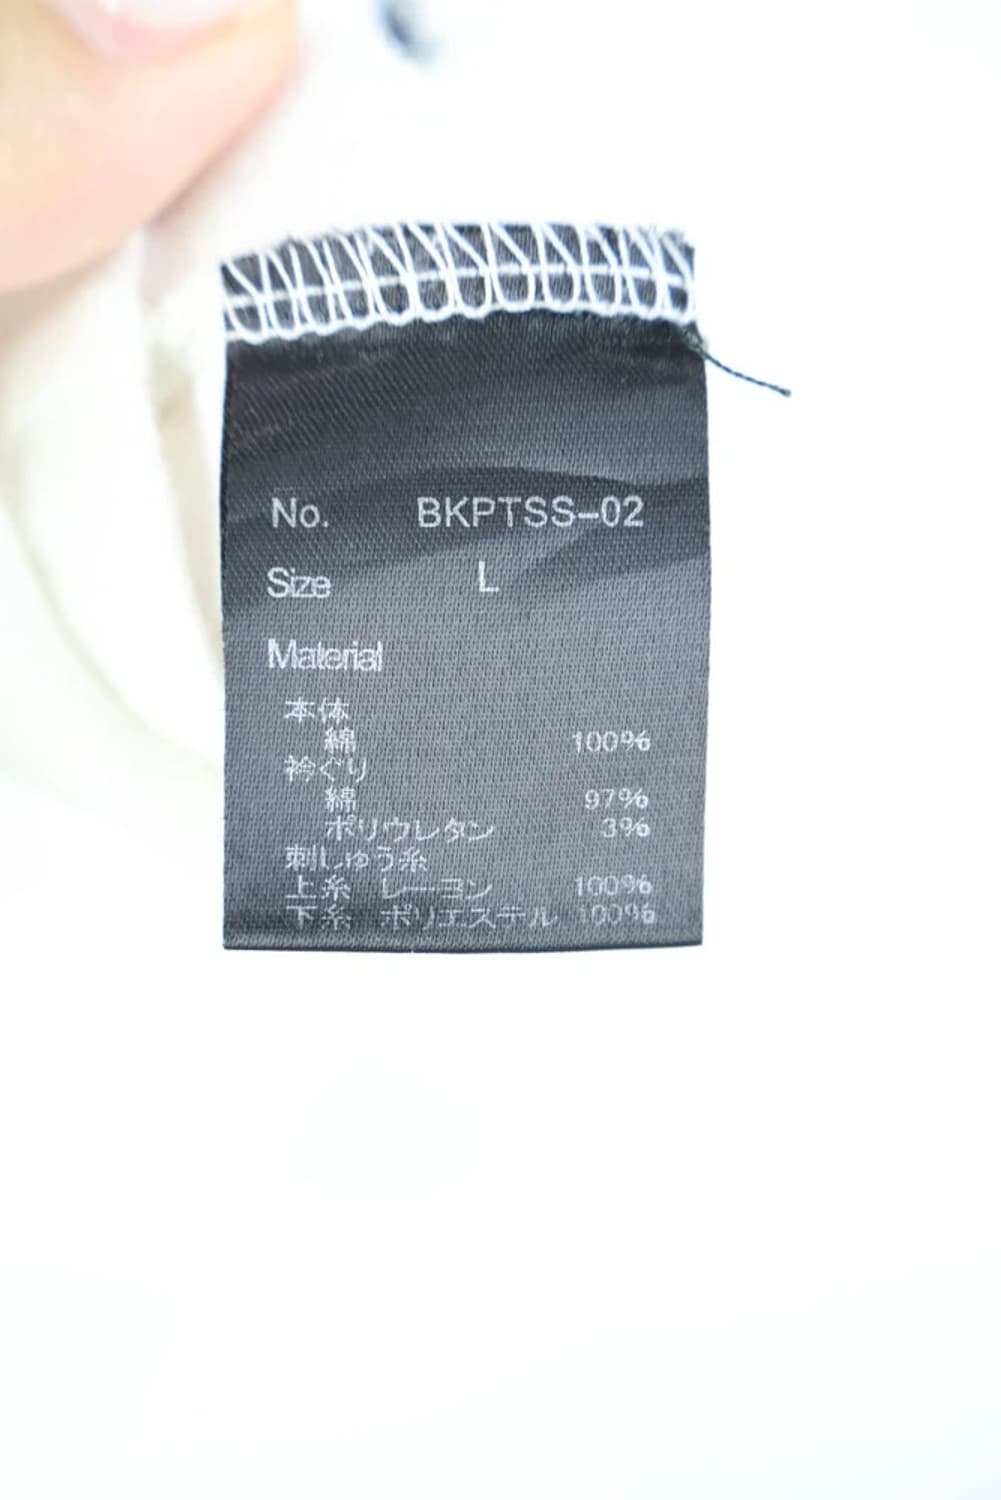 No. BKPTSS-02
Size L
Material
本体
綿 100%
衿ぐり
綿 97%
ポリウレタン 3%
刺しゅう糸
上糸 レーヨン 100%
下糸 ポリエステル 100%